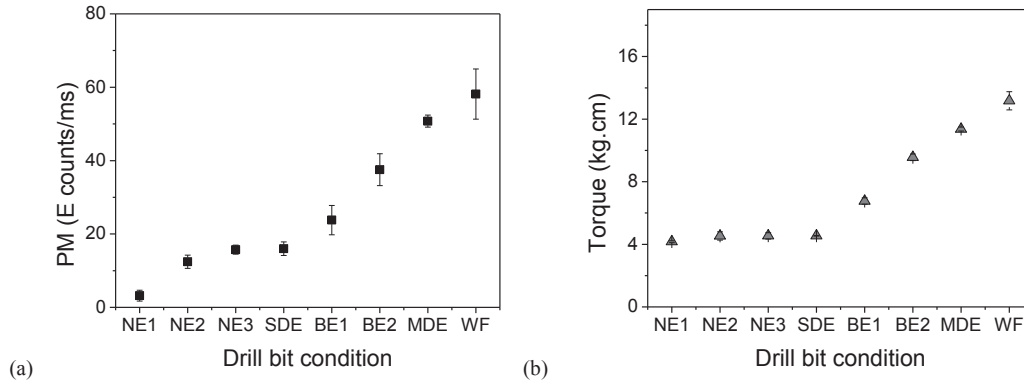 80
60
40
20
0
PM (E counts/ms)
NE1 NE2 NE3 SDE BE1 BE2 MDE WF
Drill bit condition
(a)
16
12
8
4
0
Torque (kg.cm)
NE1 NE2 NE3 SDE BE1 BE2 MDE WF
Drill bit condition
(b)